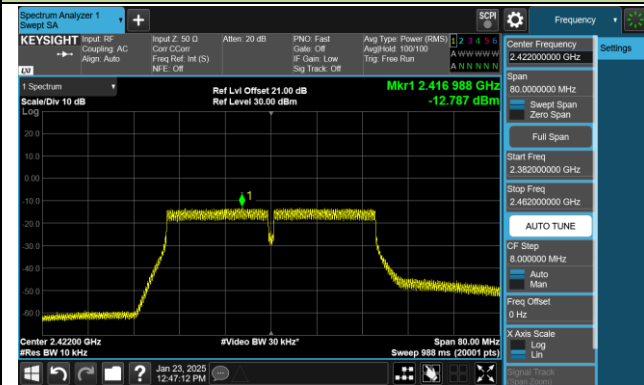 Spectrum Analyzer 1
Swept SA
+
SCPI
Frequency
KEYSIGHT
Input: RF
Coupling: AC
Align: Auto
Input Z: 50 Ω
Corr CCorr
Freq Ref: Int (S)
NFE: Off
Atten: 20 dB
PNO: Fast
Gate: Off
IF Gain: Low
Sig Track: Off
Avg Type: Power (RMS)
Avg|Hold: 100/100
Trig: Free Run
1 2 3 4 5 6
A W W W W W
A N N N N N
LXI
1 Spectrum
Scale/Div 10 dB
Log
Ref Lvl Offset 21.00 dB
Ref Level 30.00 dBm
Mkr1 2.416 988 GHz
-12.787 dBm
20.0
10.0
0.00
-10.0
-20.0
-30.0
-40.0
-50.0
-60.0
1
Center 2.42200 GHz
#Res BW 10 kHz
#Video BW 30 kHz*
Span 80.00 MHz
Sweep 988 ms (20001 pts)
Center Frequency
2.422000000 GHz
Settings
Span
80.0000000 MHz
Swept Span
Zero Span
Full Span
Start Freq
2.382000000 GHz
Stop Freq
2.462000000 GHz
AUTO TUNE
CF Step
8.000000 MHz
Auto
Man
Freq Offset
0 Hz
X Axis Scale
Log
Lin
Signal Track
(Span Zoom)
?
Jan 23, 2025
12:47:12 PM